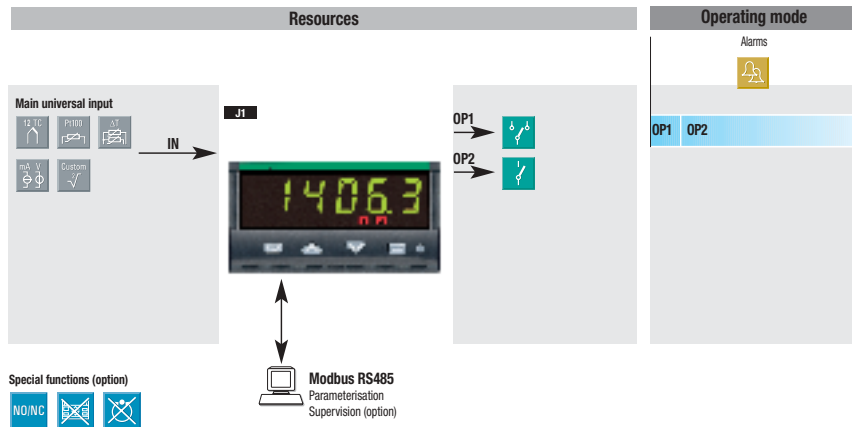 Resources
Operating mode
Alarms
Main universal input
12 TC
Pt100
ΔT
mA V
Custom
IN
J1
1406.3
OP1
OP2
OP1 OP2
Modbus RS485
Parameterisation
Supervision (option)
Special functions (option)
NO/NC